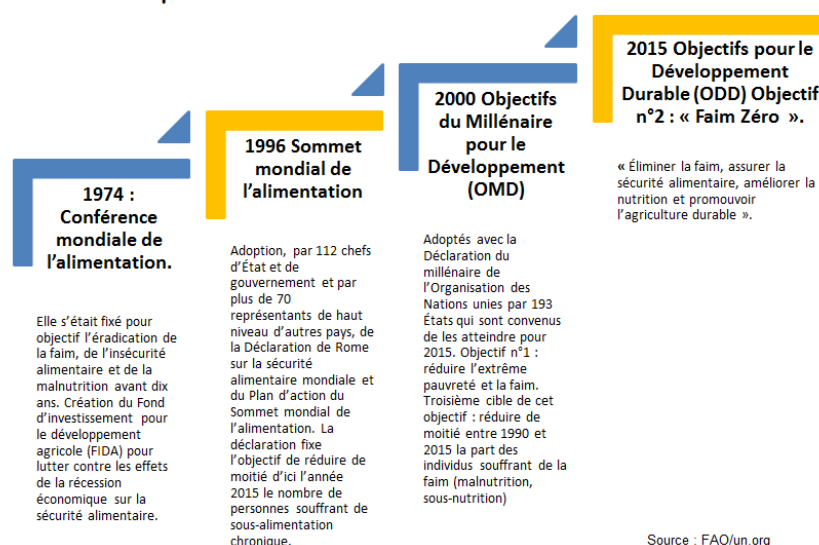 1974 :
Conférence
mondiale de
l'alimentation.
Elle s'était fixé pour
objectif l'éradication de
la faim, de l'insécurité
alimentaire et de la
malnutrition avant dix
ans. Création du Fond
d'investissement pour
le développement
agricole (FIDA) pour
lutter contre les effets
de la récession
économique sur la
sécurité alimentaire.
1996 Sommet
mondial de
l'alimentation
Adoption, par 112 chefs
d'État et de
gouvernement et par
plus de 70
représentants de haut
niveau d'autres pays, de
la Déclaration de Rome
sur la sécurité
alimentaire mondiale et
du Plan d'action du
Sommet mondial de
l'alimentation. La
déclaration fixe
l'objectif de réduire de
moitié d'ici l'année
2015 le nombre de
personnes souffrant de
sous-alimentation
chronique.
2000 Objectifs
du Millénaire
pour le
Développement
(OMD)
Adoptés avec la
Déclaration du
millénaire de
l'Organisation des
Nations unies par 193
États qui sont convenus
de les atteindre pour
2015. Objectif n°1 :
réduire l'extrême
pauvreté et la faim.
Troisième cible de cet
objectif : réduire de
moitié entre 1990 et
2015 la part des
individus souffrant de la
faim (malnutrition,
sous-nutrition)
2015 Objectifs pour le
Développement
Durable (ODD) Objectif
n°2 : « Faim Zéro ».
« Éliminer la faim, assurer la
sécurité alimentaire, améliorer la
nutrition et promouvoir
l'agriculture durable ».
Source : FAO/un.org